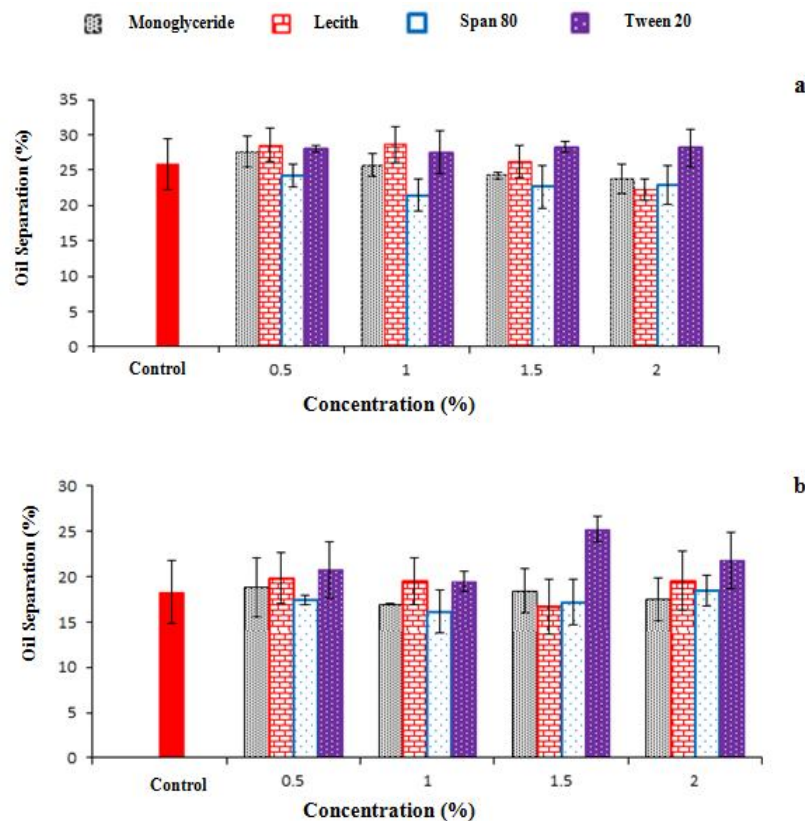 Monoglyceride Lecith Span 80 Tween 20
a
35
30
25
20
15
10
5
0
Oil Separation (%)
Control 0.5 1 1.5 2
Concentration (%)
b
30
25
20
15
10
5
0
Oil Separation (%)
Control 0.5 1 1.5 2
Concentration (%)